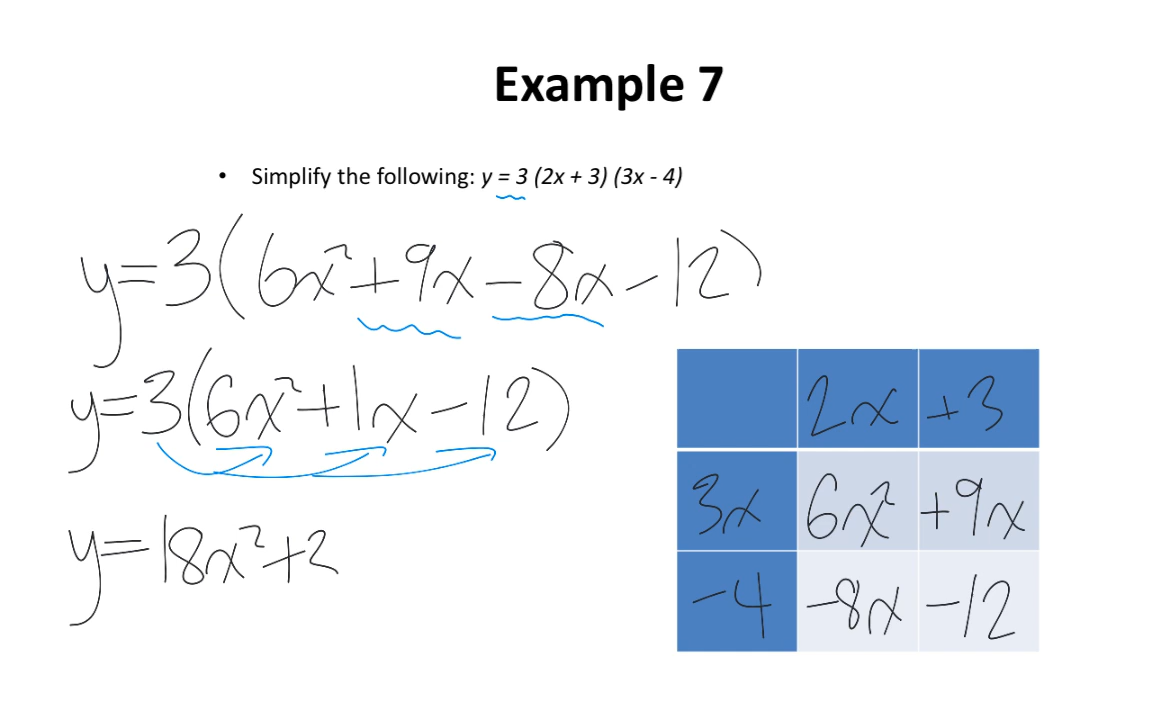 Example 7
• Simplify the following: y = 3 (2x + 3) (3x - 4)
y=3(6x²+9x-8x-12)
y=3(6x²+1x-12)
y=18x²+2
2x +3
3x 6x² +9x
-4 -8x -12